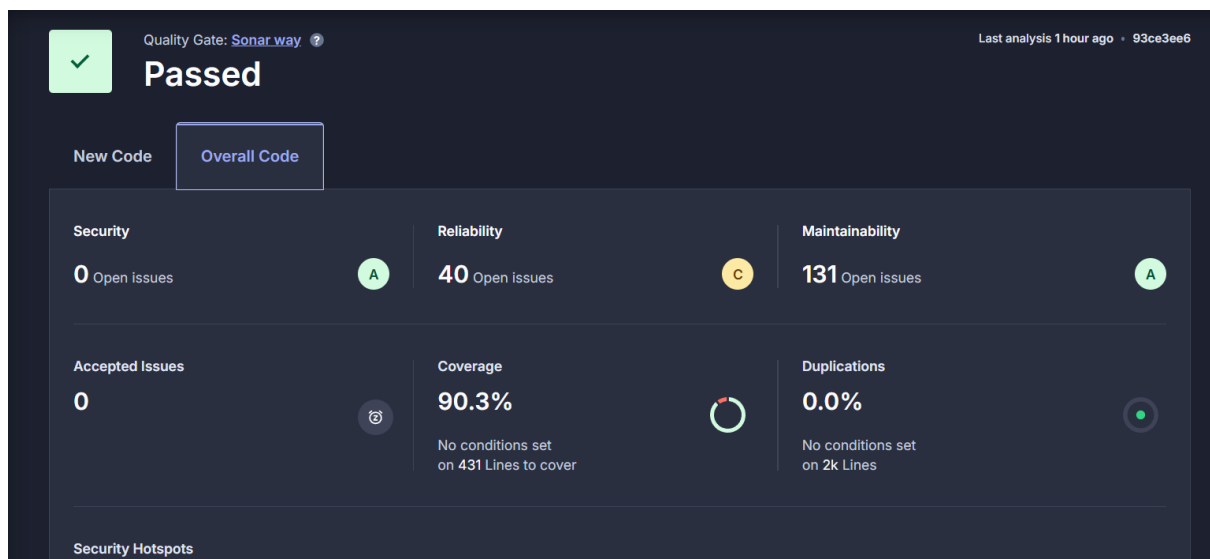 Quality Gate: Sonar way ?
Last analysis 1 hour ago • 93ce3ee6
Passed
New Code
Overall Code
Security
0 Open issues
A
Reliability
40 Open issues
C
Maintainability
131 Open issues
A
Accepted Issues
0
Coverage
90.3%
No conditions set
on 431 Lines to cover
Duplications
0.0%
No conditions set
on 2k Lines
Security Hotspots